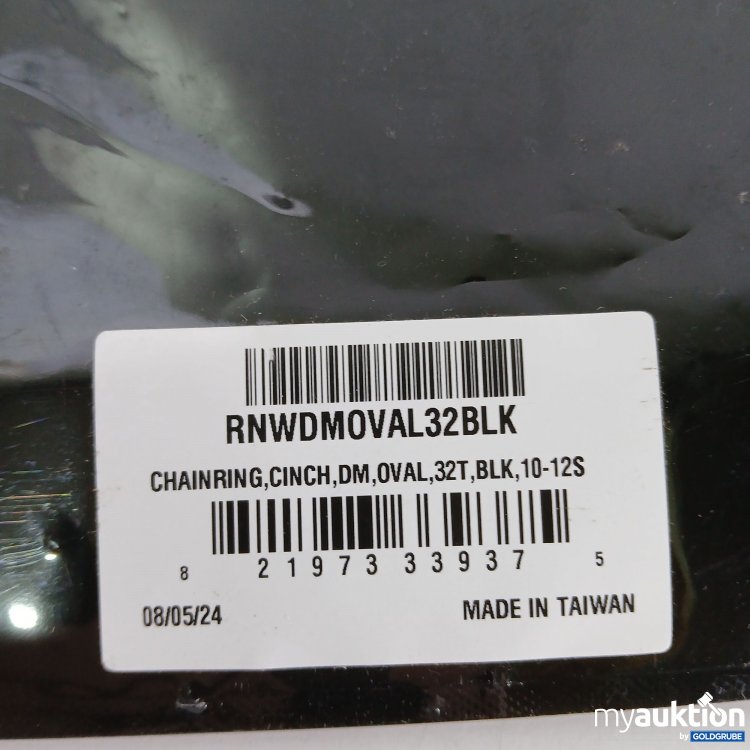 RNWDMOVAL32BLK
CHAINRING,CINCH,DM,OVAL,32T,BLK,10-12S
8 21973 33937 5
08/05/24 MADE IN TAIWAN
myauktion
by GOLDGRUBE